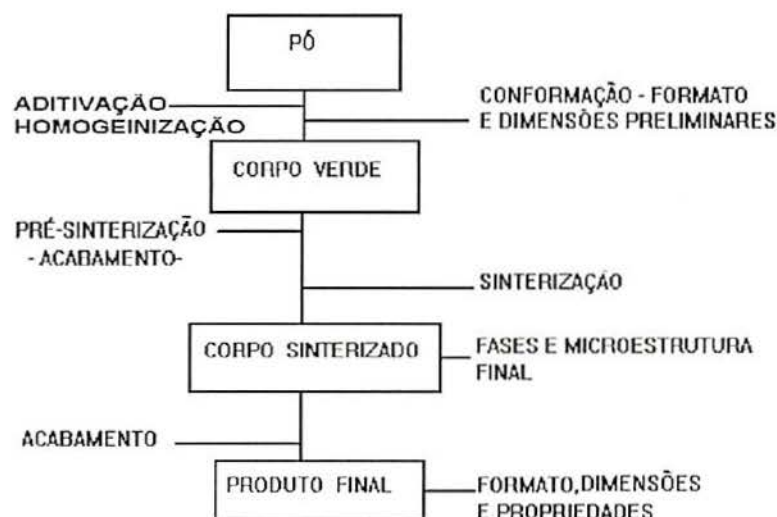 PÓ
ADITIVAÇÃO
HOMOGEINIZAÇÃO
CONFORMAÇÃO - FORMATO
E DIMENSÕES PRELIMINARES
CORPO VERDE
PRÉ-SINTERIZAÇÃO
- ACABAMENTO-
SINTERIZAÇÃO
CORPO SINTERIZADO
FASES E MICROESTRUTURA
FINAL
ACABAMENTO
PRODUTO FINAL
FORMATO,DIMENSÕES
E PROPRIEDADES